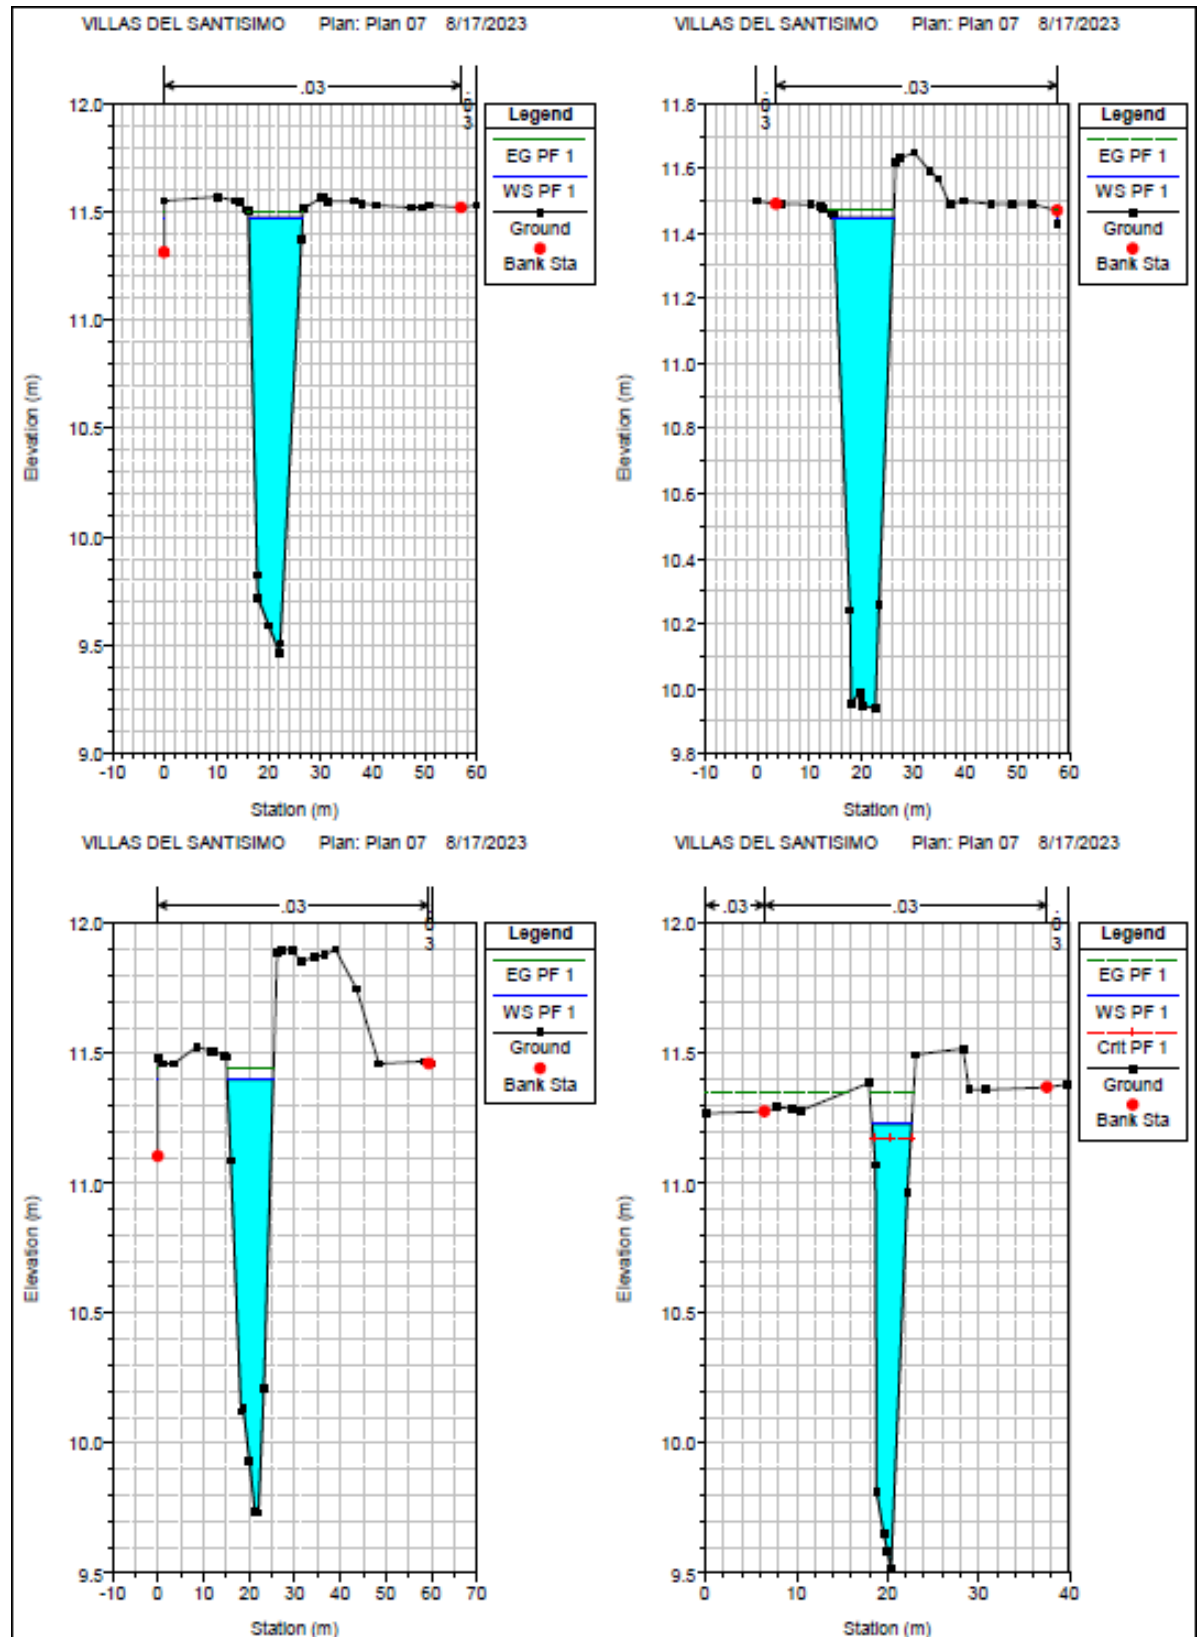 VILLAS DEL SANTISIMO Plan: Plan 07 8/17/2023
.03
.03
12.0
11.5
11.0
10.5
10.0
9.5
9.0
-10 0 10 20 30 40 50 60
Elevation (m)
Station (m)
Legend
EG PF 1
WS PF 1
Ground
Bank Sta
VILLAS DEL SANTISIMO Plan: Plan 07 8/17/2023
.03
.03
11.8
11.6
11.4
11.2
11.0
10.8
10.6
10.4
10.2
10.0
9.8
-10 0 10 20 30 40 50 60
Elevation (m)
Station (m)
Legend
EG PF 1
WS PF 1
Ground
Bank Sta
VILLAS DEL SANTISIMO Plan: Plan 07 8/17/2023
.03
.03
12.0
11.5
11.0
10.5
10.0
9.5
-10 0 10 20 30 40 50 60 70
Elevation (m)
Station (m)
Legend
EG PF 1
WS PF 1
Ground
Bank Sta
VILLAS DEL SANTISIMO Plan: Plan 07 8/17/2023
.03
.03
.03
12.0
11.5
11.0
10.5
10.0
9.5
0 10 20 30 40
Elevation (m)
Station (m)
Legend
EG PF 1
WS PF 1
Crit PF 1
Ground
Bank Sta